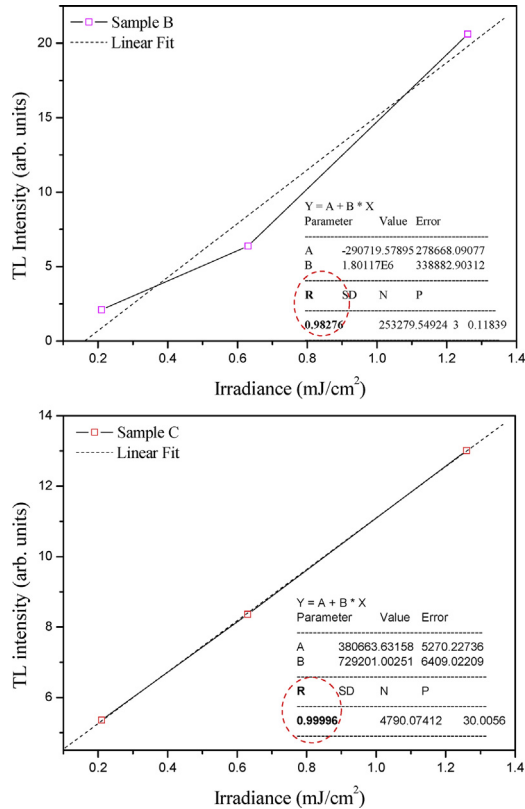 Sample B
Linear Fit
TL Intensity (arb. units)
20
15
10
5
0
Y = A + B * X
Parameter Value Error
A -290719.57895 278668.09077
B 1.80117E6 338882.90312
R SD N P
0.98276 253279.54924 3 0.11839
0.2 0.4 0.6 0.8 1.0 1.2 1.4
Irradiance (mJ/cm²)
Sample C
Linear Fit
TL intensity (arb. units)
14
12
10
8
6
Y = A + B * X
Parameter Value Error
A 380663.63158 5270.22736
B 729201.00251 6409.02209
R SD N P
0.99996 4790.07412 30.0056
0.2 0.4 0.6 0.8 1.0 1.2 1.4
Irradiance (mJ/cm²)